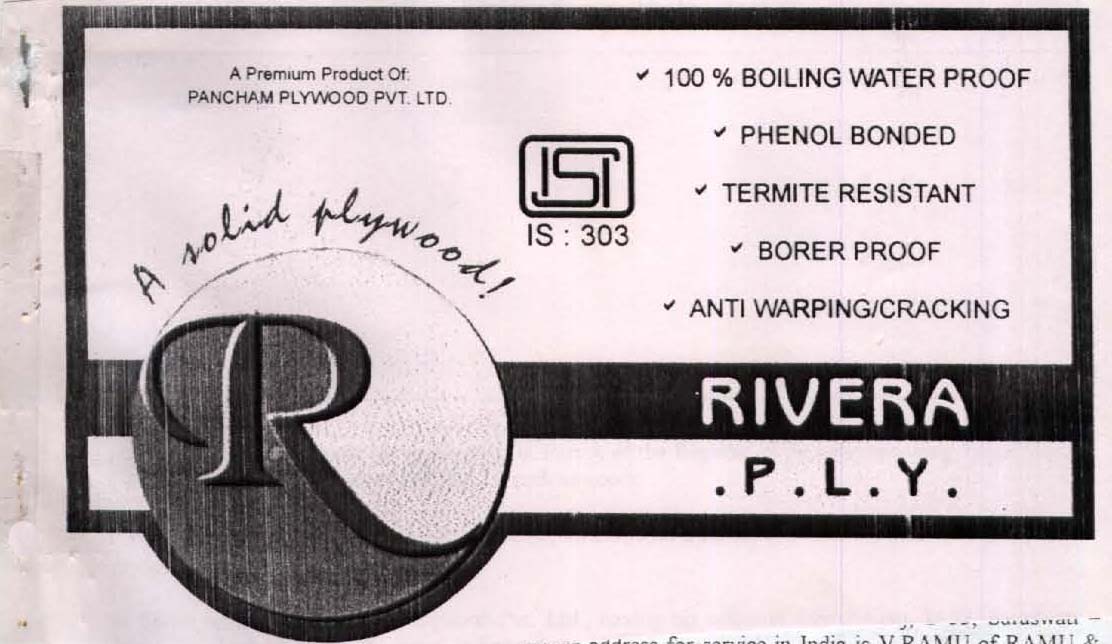 A Premium Product Of:
PANCHAM PLYWOOD PVT. LTD.
✓ 100 % BOILING WATER PROOF
✓ PHENOL BONDED
✓ TERMITE RESISTANT
✓ BORER PROOF
✓ ANTI WARPING/CRACKING
ISI
IS : 303
A solid plywood!
R
RIVERA
.P.L.Y.
address for service in India is V.RAMU of RAMU &